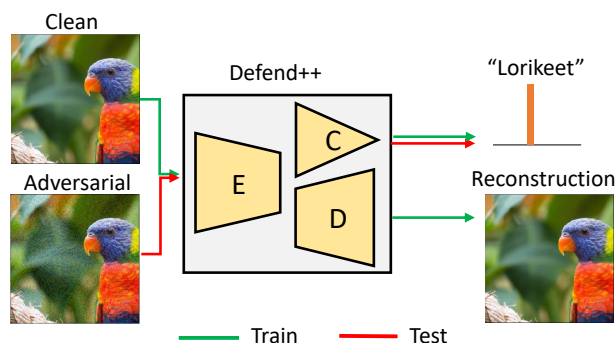 Clean
Defend++
“Lorikeet”
C
Adversarial
E
Reconstruction
D
Train
Test